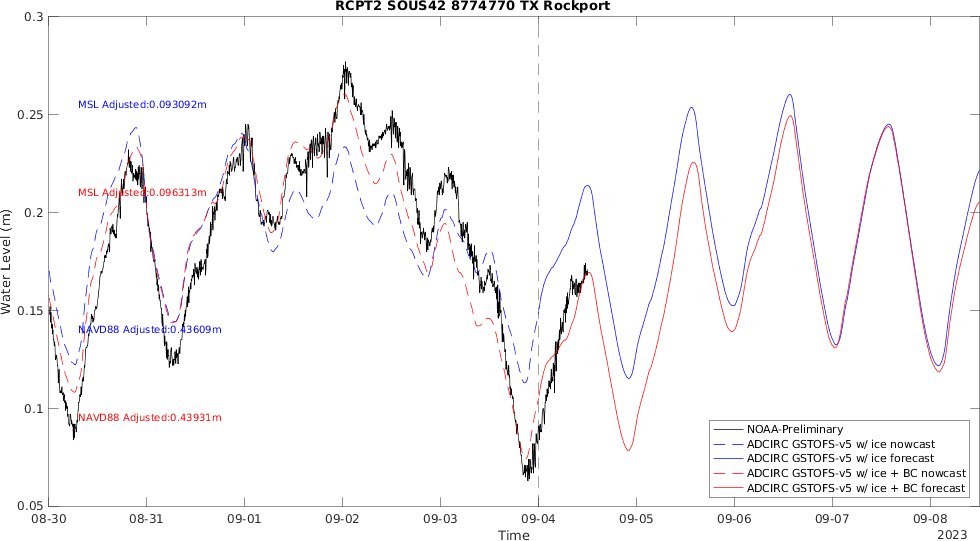 RCPT2 SOUS42 8774770 TX Rockport
0.3
0.25
0.2
0.15
0.1
0.05
Water Level (m)
MSL Adjusted:0.093092m
MSL Adjusted:0.096313m
NAVD88 Adjusted:0.43609m
NAVD88 Adjusted:0.43931m
NOAA-Preliminary
ADCIRC GSTOFS-v5 w/ ice nowcast
ADCIRC GSTOFS-v5 w/ ice forecast
ADCIRC GSTOFS-v5 w/ ice + BC nowcast
ADCIRC GSTOFS-v5 w/ ice + BC forecast
08-30 08-31 09-01 09-02 09-03 09-04 09-05 09-06 09-07 09-08
Time
2023